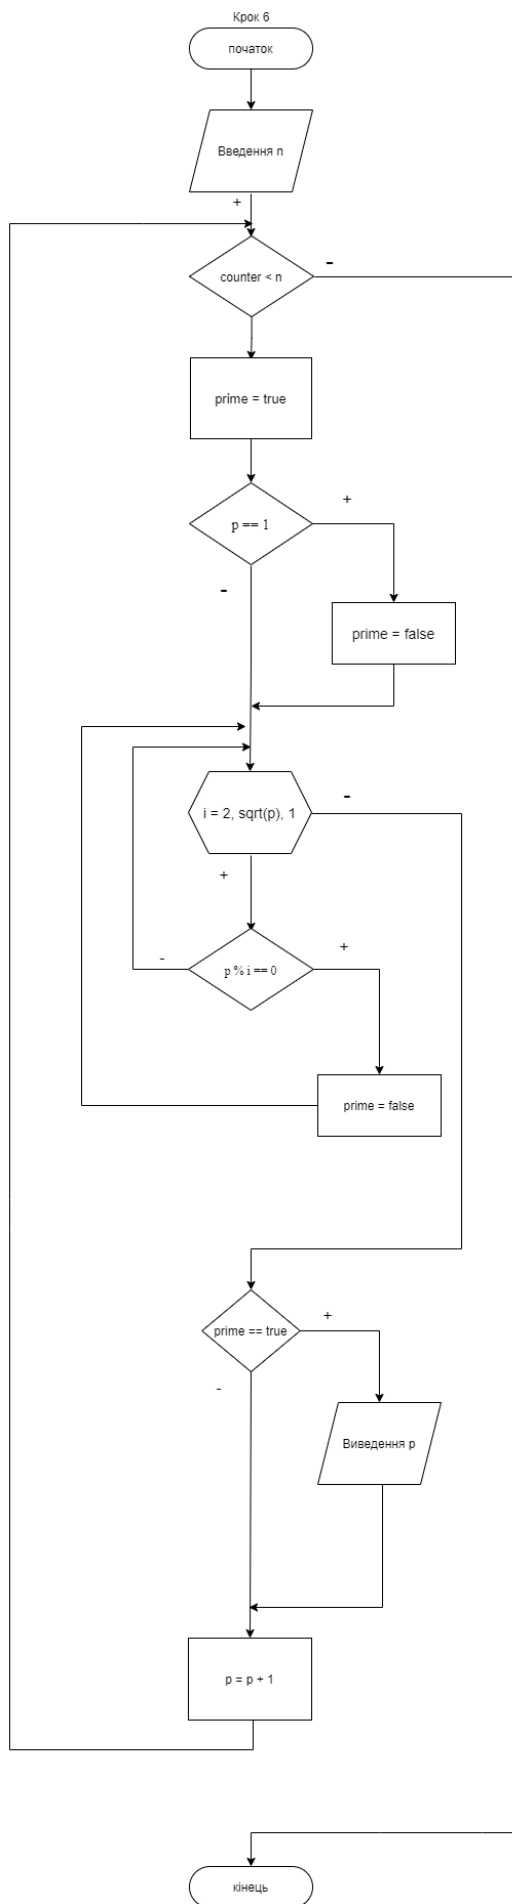 Крок 6
початок
Введення n
+
counter < n
-
prime = true
p == 1
+
-
prime = false
i = 2, sqrt(p), 1
-
+
p % i == 0
-
+
prime = false
prime == true
+
-
Виведення p
p = p + 1
кінець